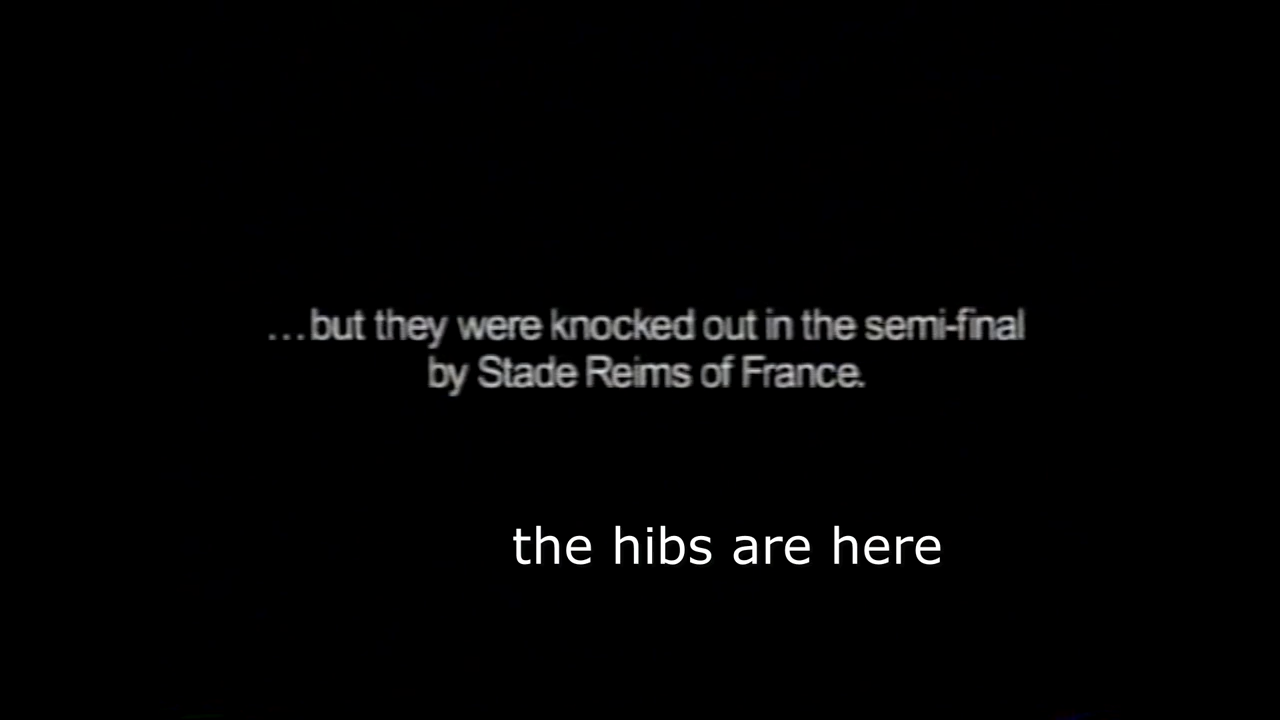 …but they were knocked out in the semi-final
by Stade Reims of France.
the hibs are here